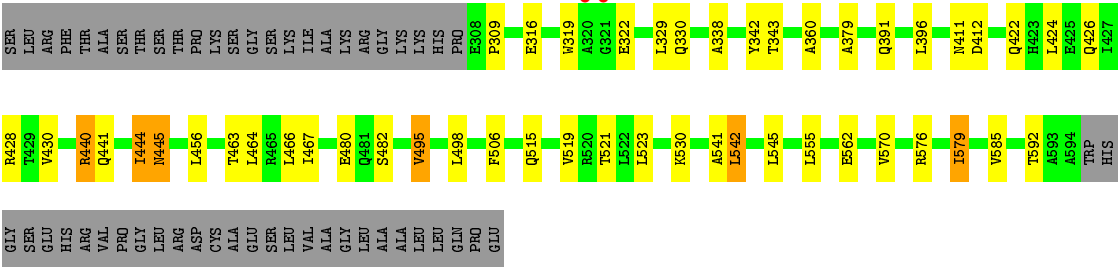 SER LEU ARG PHE THR ALA SER THR SER THR PRO LYS SER GLY SER LYS ILE ALA LYS ARG GLY LYS LYS HIS PRO E308 P309 E316 W319 A320 G321 E322 L329 Q330 A338 Y342 T343 A360 A379 Q391 L396 N411 D412 Q422 H423 L424 E425 Q426 I427
R428 T429 V430 R440 Q441 I444 N445 L456 T463 L464 R465 L466 I467 E480 Q481 S482 V495 L498 F506 Q515 V519 R520 T521 L522 L523 K530 A541 L542 L545 L555 E562 V570 R576 I579 V585 T592 A593 A594 TRP HIS
GLY SER GLU HIS ARG VAL PRO GLY LEU ARG ASP CYS ALA GLU SER LEU VAL ALA GLY LEU ALA ALA LEU LEU GLN PRO GLU